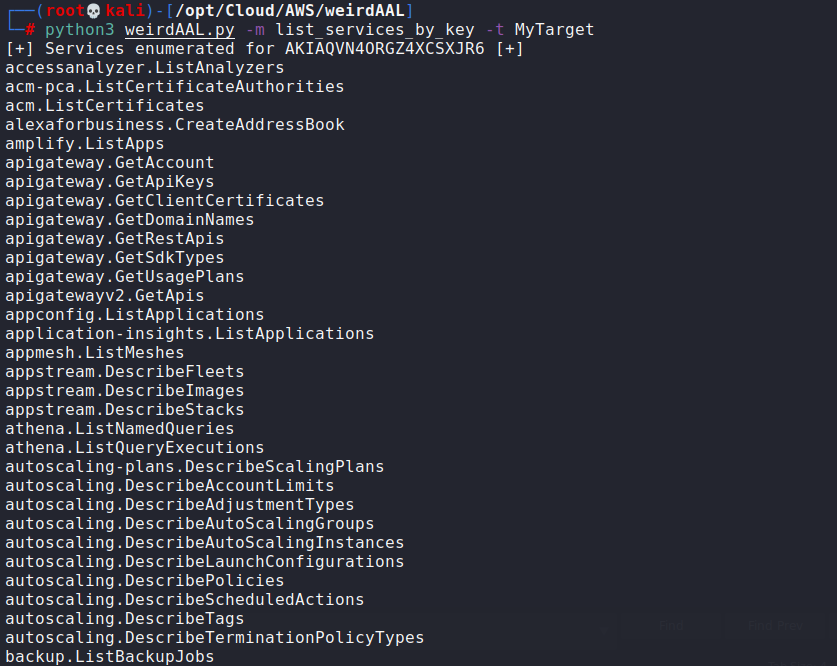 (root💀kali)-[/opt/Cloud/AWS/weirdAAL]
# python3 weirdAAL.py -m list_services_by_key -t MyTarget
[+] Services enumerated for AKIAQVN4ORGZ4XCSXJR6 [+]
accessanalyzer.ListAnalyzers
acm-pca.ListCertificateAuthorities
acm.ListCertificates
alexaforbusiness.CreateAddressBook
amplify.ListApps
apigateway.GetAccount
apigateway.GetApiKeys
apigateway.GetClientCertificates
apigateway.GetDomainNames
apigateway.GetRestApis
apigateway.GetSdkTypes
apigateway.GetUsagePlans
apigatewayv2.GetApis
appconfig.ListApplications
application-insights.ListApplications
appmesh.ListMeshes
appstream.DescribeFleets
appstream.DescribeImages
appstream.DescribeStacks
athena.ListNamedQueries
athena.ListQueryExecutions
autoscaling-plans.DescribeScalingPlans
autoscaling.DescribeAccountLimits
autoscaling.DescribeAdjustmentTypes
autoscaling.DescribeAutoScalingGroups
autoscaling.DescribeAutoScalingInstances
autoscaling.DescribeLaunchConfigurations
autoscaling.DescribePolicies
autoscaling.DescribeScheduledActions
autoscaling.DescribeTags
autoscaling.DescribeTerminationPolicyTypes
backup.ListBackupJobs